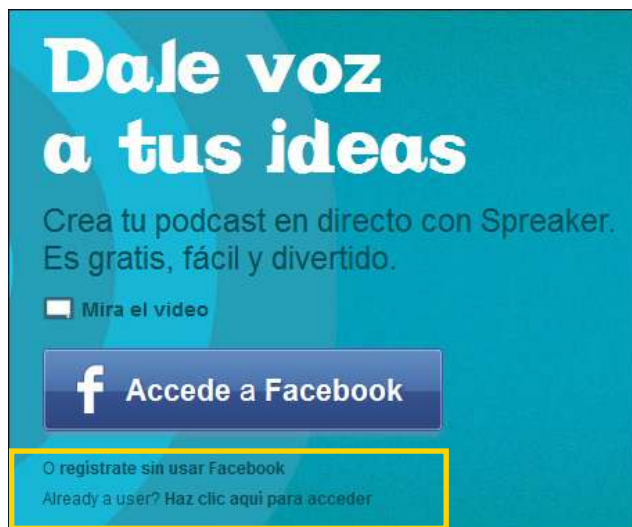 Dale voz
a tus ideas
Crea tu podcast en directo con Spreaker.
Es gratis, fácil y divertido.
Mira el video
f Accede a Facebook
O registrate sin usar Facebook
Already a user? Haz clic aquí para acceder